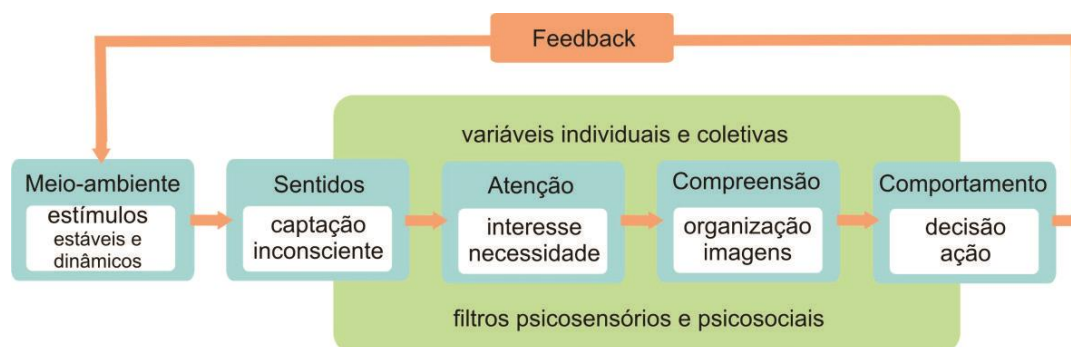 Feedback
variáveis individuais e coletivas
Meio-ambiente
estímulos
estáveis e
dinâmicos
Sentidos
captação
inconsciente
Atenção
interesse
necessidade
Compreensão
organização
imagens
Comportamento
decisão
ação
filtros psicosensórios e psicosociais